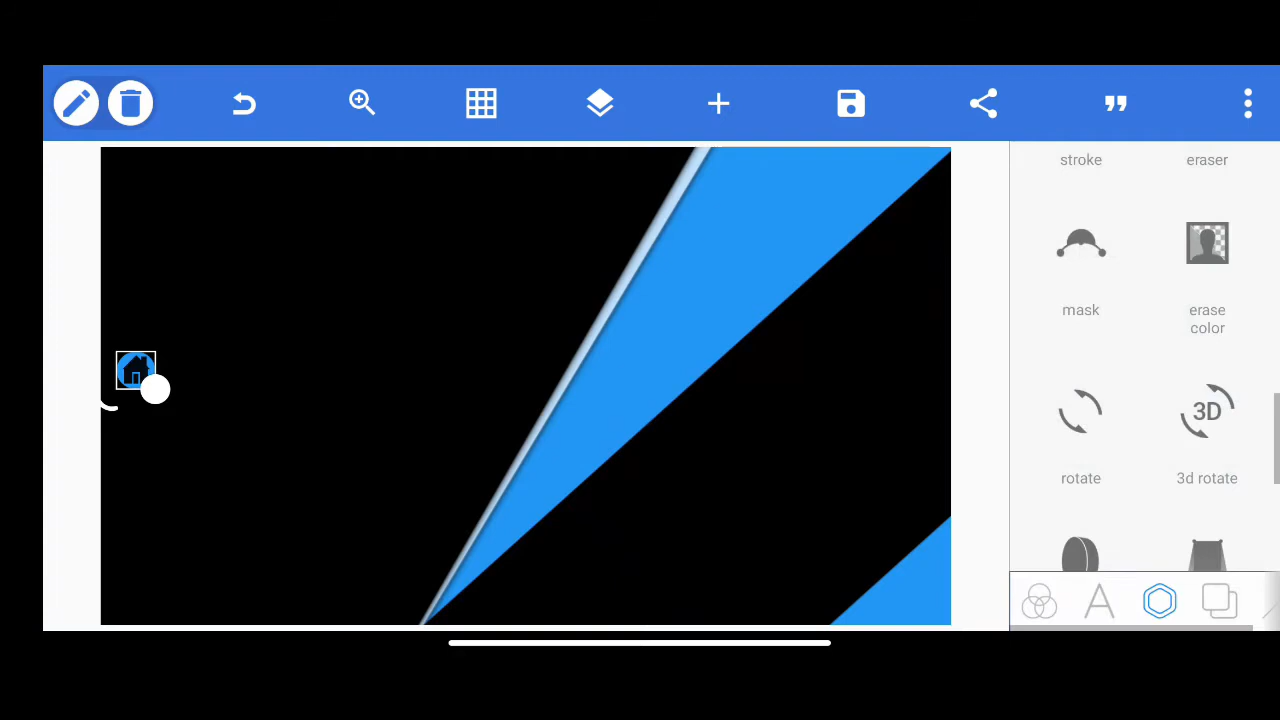 stroke eraser
mask erase
color
rotate 3d rotate
3D